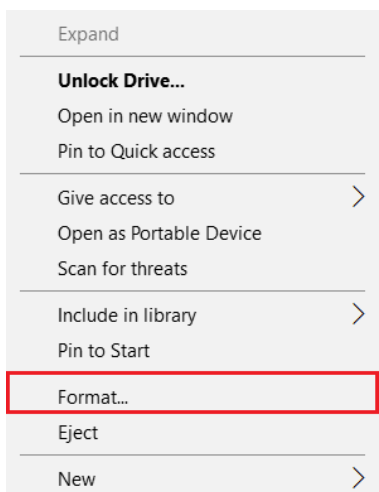 Expand
Unlock Drive...
Open in new window
Pin to Quick access
Give access to
Open as Portable Device
Scan for threats
Include in library
Pin to Start
Format...
Eject
New